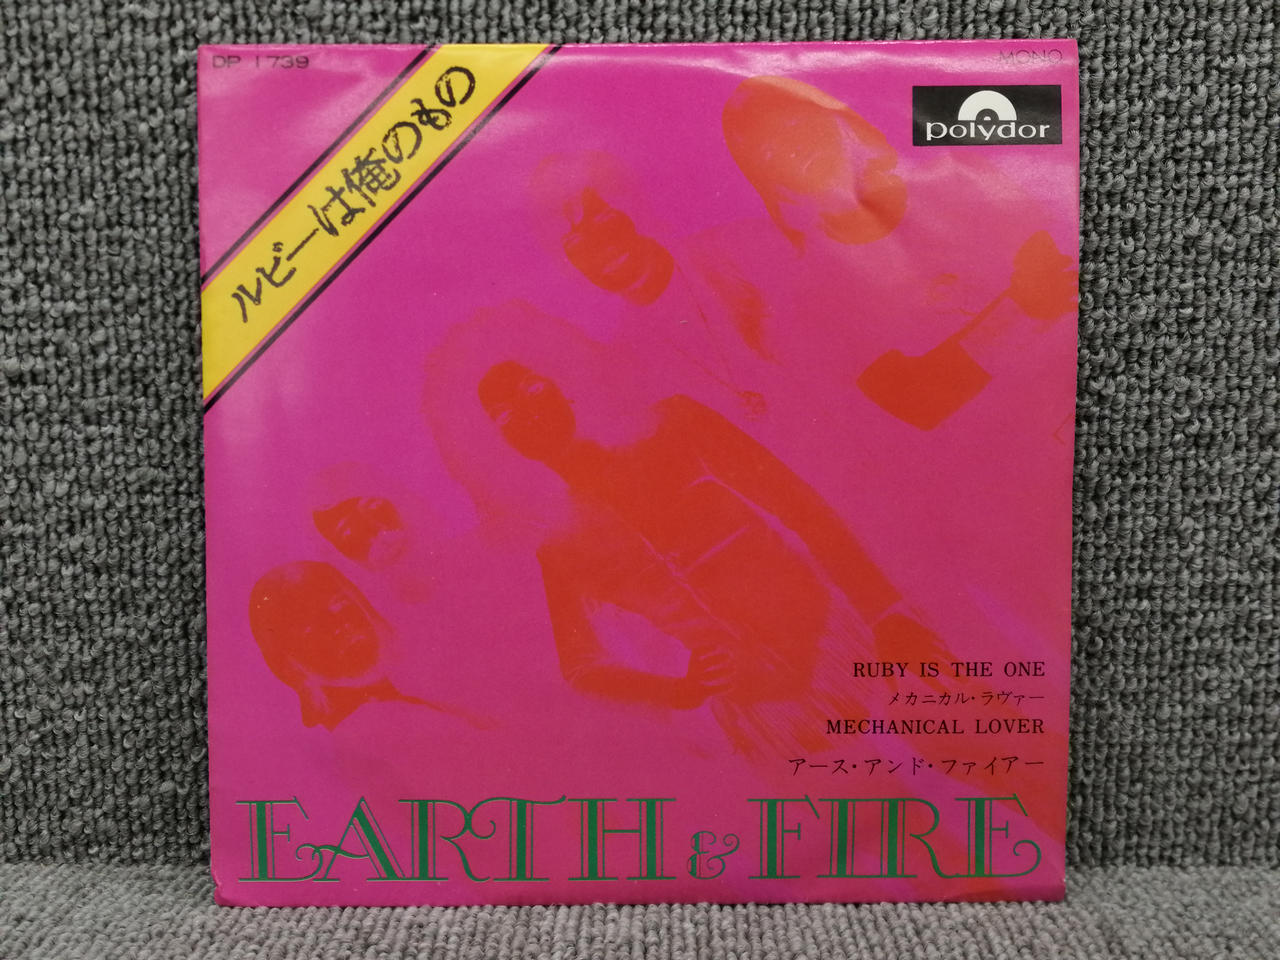 DP 1739
MONO
polydor
ルビーは俺のもの
RUBY IS THE ONE
メカニカル・ラヴァー
MECHANICAL LOVER
アース・アンド・ファイアー
EARTH & FIRE